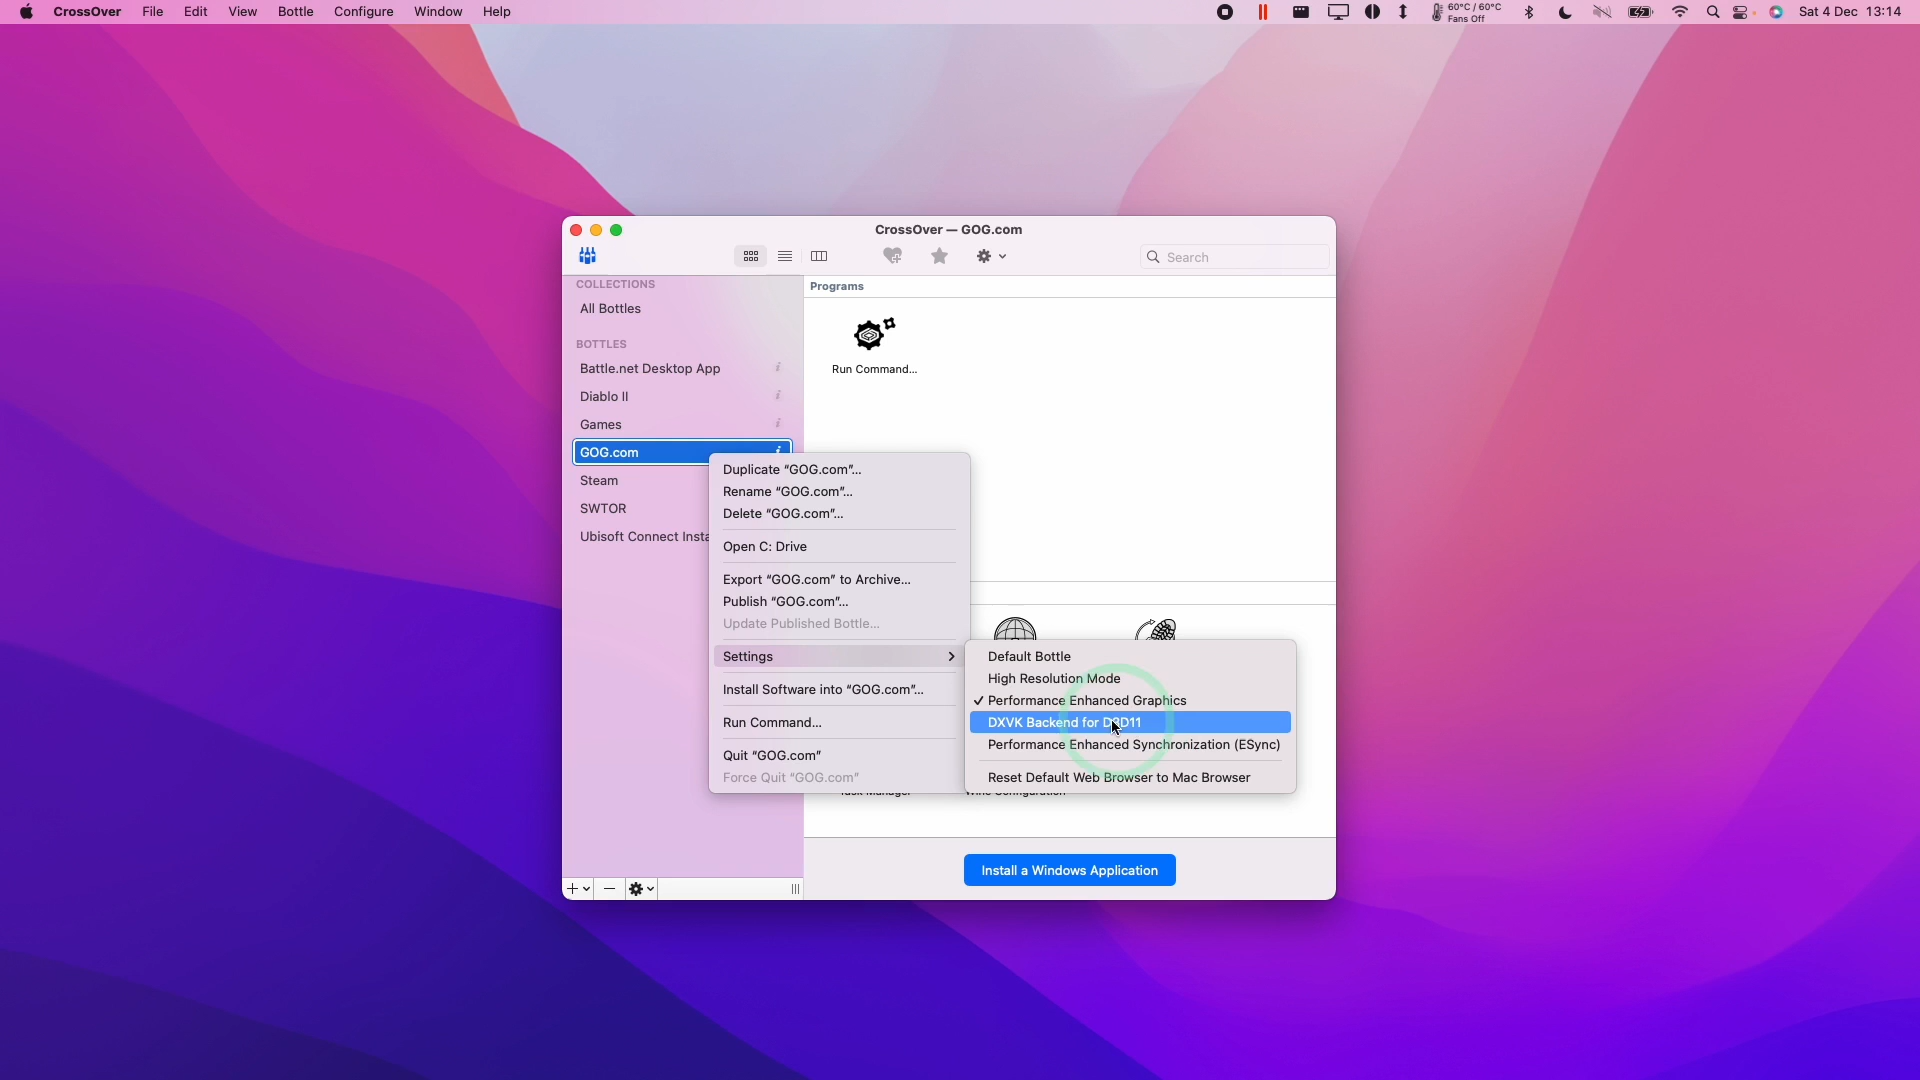 CrossOver File Edit View Bottle Configure Window Help
60°C / 60°C
Fans Off
Sat 4 Dec 13:14
CrossOver — GOG.com
Search
COLLECTIONS
All Bottles
BOTTLES
Battle.net Desktop App
Diablo II
Games
GOG.com
Steam
SWTOR
Ubisoft Connect
Programs
Run Command...
Duplicate “GOG.com”...
Rename “GOG.com”...
Delete “GOG.com”...
Open C: Drive
Export “GOG.com” to Archive...
Publish “GOG.com”...
Update Published Bottle...
Settings
Install Software into “GOG.com”...
Run Command...
Quit “GOG.com”
Force Quit “GOG.com”
Default Bottle
High Resolution Mode
✓ Performance Enhanced Graphics
DXVK Backend for D3D11
Performance Enhanced Synchronization (ESync)
Reset Default Web Browser to Mac Browser
Task Manager
Wine Configuration
Install a Windows Application